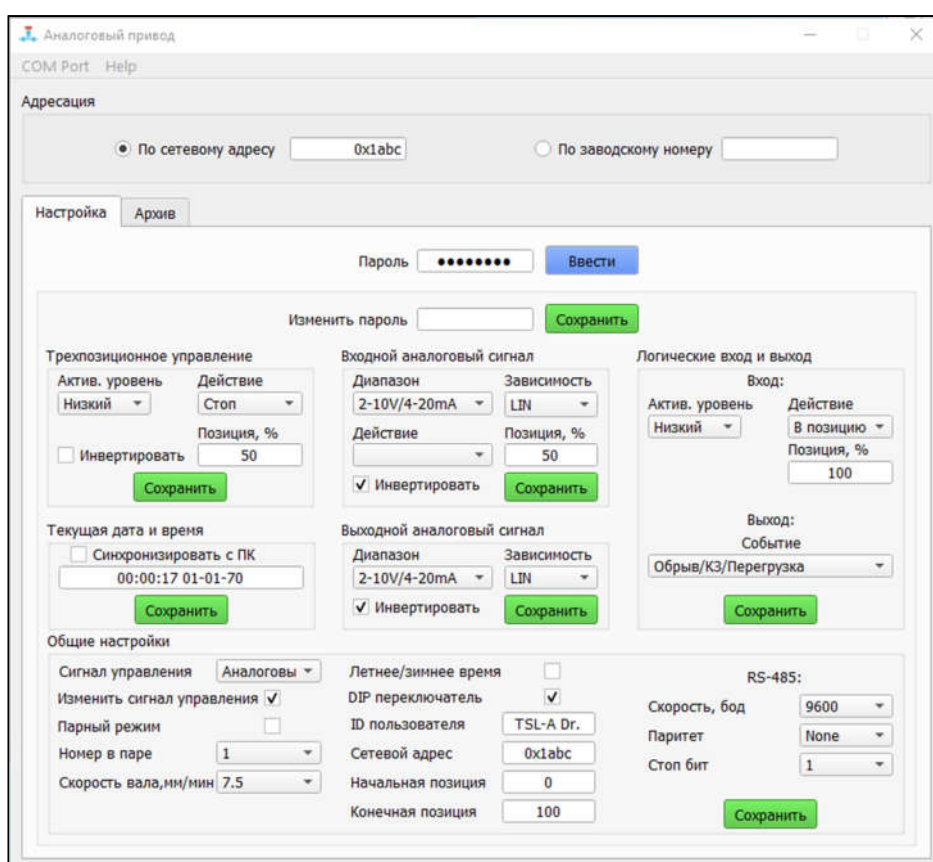 Аналоговый привод
COM Port Help
Адресация
По сетевому адресу 0x1abc По заводскому номеру
Настройка Архив
Пароль •••••••• Ввести
Изменить пароль Сохранить
Трехпозиционное управление
Актив. уровень Действие
Низкий Стоп
Позиция, %
Инвертировать 50
Сохранить
Входной аналоговый сигнал
Диапазон Зависимость
2-10V/4-20mA LIN
Действие Позиция, %
50
Инвертировать Сохранить
Логические вход и выход
Вход:
Актив. уровень Действие
Низкий В позицию
Позиция, %
100
Выход:
Событие
Обрыв/КЗ/Перегрузка
Сохранить
Текущая дата и время
Синхронизировать с ПК
00:00:17 01-01-70
Сохранить
Выходной аналоговый сигнал
Диапазон Зависимость
2-10V/4-20mA LIN
Инвертировать Сохранить
Общие настройки
Сигнал управления Аналоговы
Изменить сигнал управления
Парный режим
Номер в паре 1
Скорость вала,мм/мин 7.5
Летнее/зимнее время
DIP переключатель
ID пользователя TSL-A Dr.
Сетевой адрес 0x1abc
Начальная позиция 0
Конечная позиция 100
RS-485:
Скорость, бод 9600
Паритет None
Стоп бит 1
Сохранить